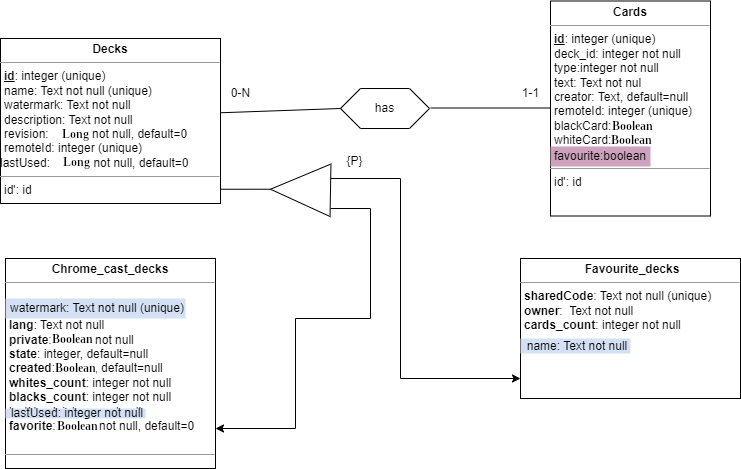 Decks
id: integer (unique)
name: Text not null (unique)
watermark: Text not null
description: Text not null
revision: Long not null, default=0
remoteId: integer (unique)
lastUsed: Long not null, default=0
id': id
0-N
has
1-1
Cards
id: integer (unique)
deck_id: integer not null
type:integer not null
text: Text not nul
creator: Text, default=null
remoteId: integer (unique)
blackCard:Boolean
whiteCard:Boolean
favourite:boolean
id': id
{P}
Chrome_cast_decks
watermark: Text not null (unique)
lang: Text not null
private:Boolean not null
state: integer, default=null
created:Boolean, default=null
whites_count: integer not null
blacks_count: integer not null
lastUsed: integer not null
favorite: Boolean not null, default=0
Favourite_decks
sharedCode: Text not null (unique)
owner: Text not null
cards_count: integer not null
name: Text not null